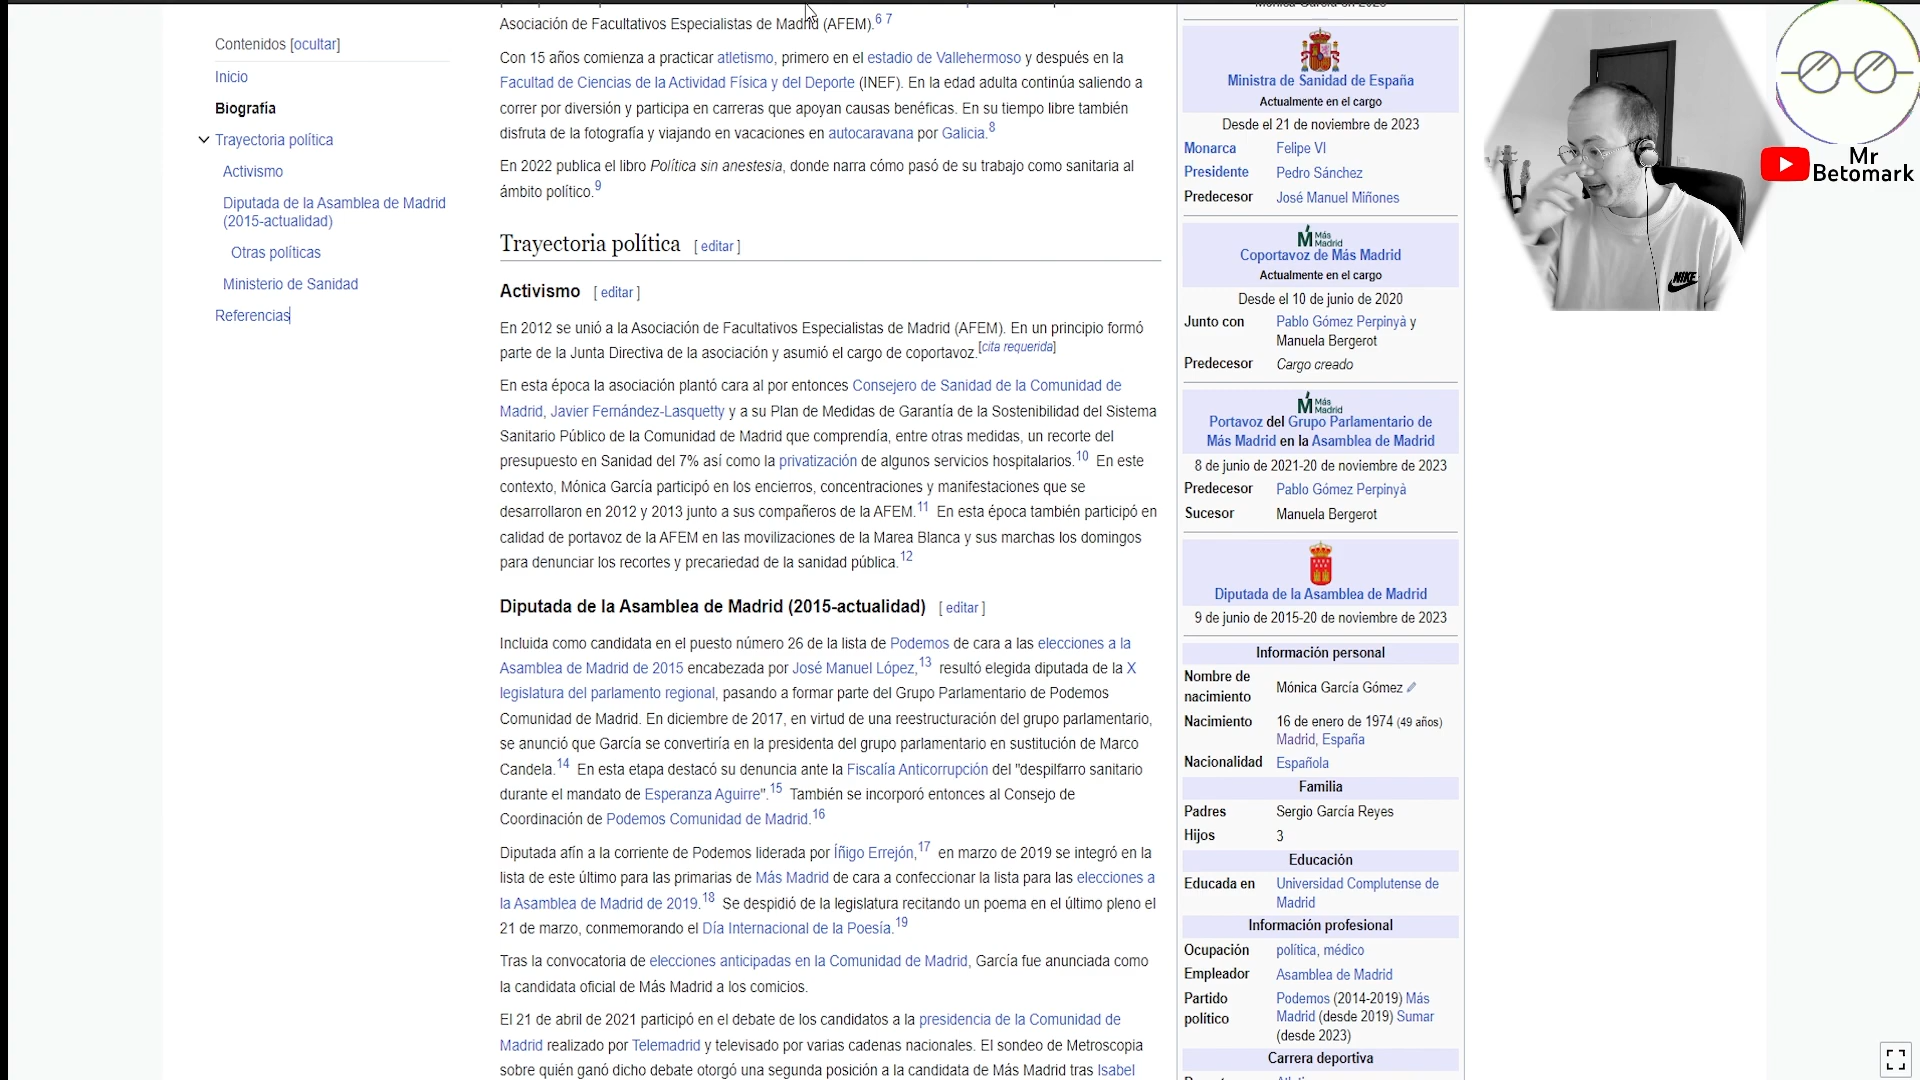 Contenidos [ocultar]
Inicio
Biografía
Trayectoria política
Activismo
Diputada de la Asamblea de Madrid
(2015-actualidad)
Otras políticas
Ministerio de Sanidad
Referencias
Asociación de Facultativos Especialistas de Madrid (AFEM).6 7
Con 15 años comienza a practicar atletismo, primero en el estadio de Vallehermoso y después en la
Facultad de Ciencias de la Actividad Física y del Deporte (INEF). En la edad adulta continúa saliendo a
correr por diversión y participa en carreras que apoyan causas benéficas. En su tiempo libre también
disfruta de la fotografía y viajando en vacaciones en autocaravana por Galicia.8
En 2022 publica el libro Política sin anestesia, donde narra cómo pasó de su trabajo como sanitaria al
ámbito político.9
Trayectoria política [ editar ]
Activismo [ editar ]
En 2012 se unió a la Asociación de Facultativos Especialistas de Madrid (AFEM). En un principio formó
parte de la Junta Directiva de la asociación y asumió el cargo de coportavoz.[cita requerida]
En esta época la asociación plantó cara al por entonces Consejero de Sanidad de la Comunidad de
Madrid, Javier Fernández-Lasquetty y a su Plan de Medidas de Garantía de la Sostenibilidad del Sistema
Sanitario Público de la Comunidad de Madrid que comprendía, entre otras medidas, un recorte del
presupuesto en Sanidad del 7% así como la privatización de algunos servicios hospitalarios.10 En este
contexto, Mónica García participó en los encierros, concentraciones y manifestaciones que se
desarrollaron en 2012 y 2013 junto a sus compañeros de la AFEM.11 En esta época también participó en
calidad de portavoz de la AFEM en las movilizaciones de la Marea Blanca y sus marchas los domingos
para denunciar los recortes y precariedad de la sanidad pública.12
Diputada de la Asamblea de Madrid (2015-actualidad) [ editar ]
Incluida como candidata en el puesto número 26 de la lista de Podemos de cara a las elecciones a la
Asamblea de Madrid de 2015 encabezada por José Manuel López,13 resultó elegida diputada de la X
legislatura del parlamento regional, pasando a formar parte del Grupo Parlamentario de Podemos
Comunidad de Madrid. En diciembre de 2017, en virtud de una reestructuración del grupo parlamentario,
se anunció que García se convertiría en la presidenta del grupo parlamentario en sustitución de Marco
Candela.14 En esta etapa destacó su denuncia ante la Fiscalía Anticorrupción del "despilfarro sanitario
durante el mandato de Esperanza Aguirre".15 También se incorporó entonces al Consejo de
Coordinación de Podemos Comunidad de Madrid.16
Diputada afín a la corriente de Podemos liderada por Íñigo Errejón,17 en marzo de 2019 se integró en la
lista de este último para las primarias de Más Madrid de cara a confeccionar la lista para las elecciones a
la Asamblea de Madrid de 2019.18 Se despidió de la legislatura recitando un poema en el último pleno el
21 de marzo, conmemorando el Día Internacional de la Poesía.19
Tras la convocatoria de elecciones anticipadas en la Comunidad de Madrid, García fue anunciada como
la candidata oficial de Más Madrid a los comicios.
El 21 de abril de 2021 participó en el debate de los candidatos a la presidencia de la Comunidad de
Madrid realizado por Telemadrid y televisado por varias cadenas nacionales. El sondeo de Metroscopia
sobre quién ganó dicho debate otorgó una segunda posición a la candidata de Más Madrid tras Isabel
Ministra de Sanidad de España
Actualmente en el cargo
Desde el 21 de noviembre de 2023
Monarca Felipe VI
Presidente Pedro Sánchez
Predecesor José Manuel Miñones
M Más
Madrid
Coportavoz de Más Madrid
Actualmente en el cargo
Desde el 10 de junio de 2020
Junto con Pablo Gómez Perpinyà y
Manuela Bergerot
Predecesor Cargo creado
M Más
Madrid
Portavoz del Grupo Parlamentario de
Más Madrid en la Asamblea de Madrid
8 de junio de 2021-20 de noviembre de 2023
Predecesor Pablo Gómez Perpinyà
Sucesor Manuela Bergerot
Diputada de la Asamblea de Madrid
9 de junio de 2015-20 de noviembre de 2023
Información personal
Nombre de
nacimiento Mónica García Gómez
Nacimiento 16 de enero de 1974 (49 años)
Madrid, España
Nacionalidad Española
Familia
Padres Sergio García Reyes
Hijos 3
Educación
Educada en Universidad Complutense de
Madrid
Información profesional
Ocupación política, médico
Empleador Asamblea de Madrid
Partido
político Podemos (2014-2019) Más
Madrid (desde 2019) Sumar
(desde 2023)
Carrera deportiva
Mr
Betomark
NIKE